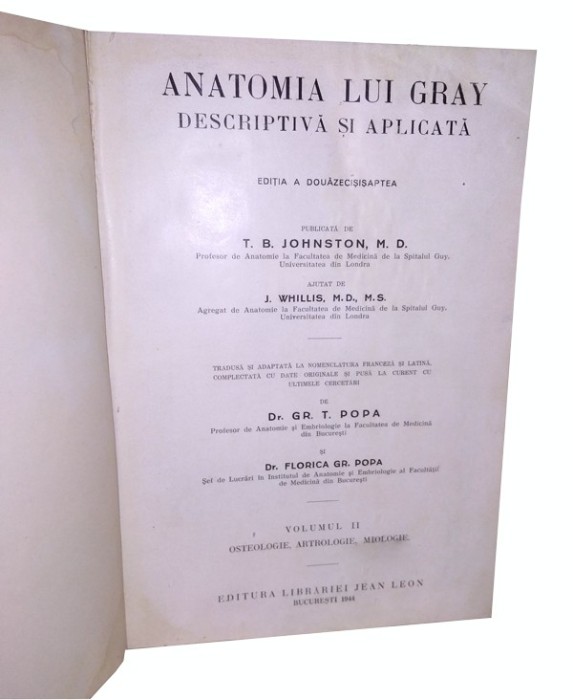 ANATOMIA LUI GRAY
DESCRIPTIVĂ ȘI APLICATĂ
EDIȚIA A DOUĂZECIȘIȘAPTEA
PUBLICATĂ DE
T. B. JOHNSTON, M. D.
Profesor de Anatomie la Facultatea de Medicină de la Spitalul Guy,
Universitatea din Londra
AJUTAT DE
J. WHILLIS, M.D., M.S.
Agregat de Anatomie la Facultatea de Medicină de la Spitalul Guy,
Universitatea din Londra
TRADUSĂ ȘI ADAPTATĂ LA NOMENCLATURA FRANCEZĂ ȘI LATINĂ,
COMPLECTATĂ CU DATE ORIGINALE ȘI PUSĂ LA CURENT CU
ULTIMELE CERCETĂRI
DE
Dr. GR. T. POPA
Profesor de Anatomie și Embriologie la Facultatea de Medicină
din București
ȘI
Dr. FLORICA GR. POPA
Șef de Lucrări în Institutul de Anatomie și Embriologie al Facultății
de Medicină din București
VOLUMUL II
OSTEOLOGIE, ARTROLOGIE, MIOLOGIE.
EDITURA LIBRĂRIEI JEAN LEON
BUCUREȘTI